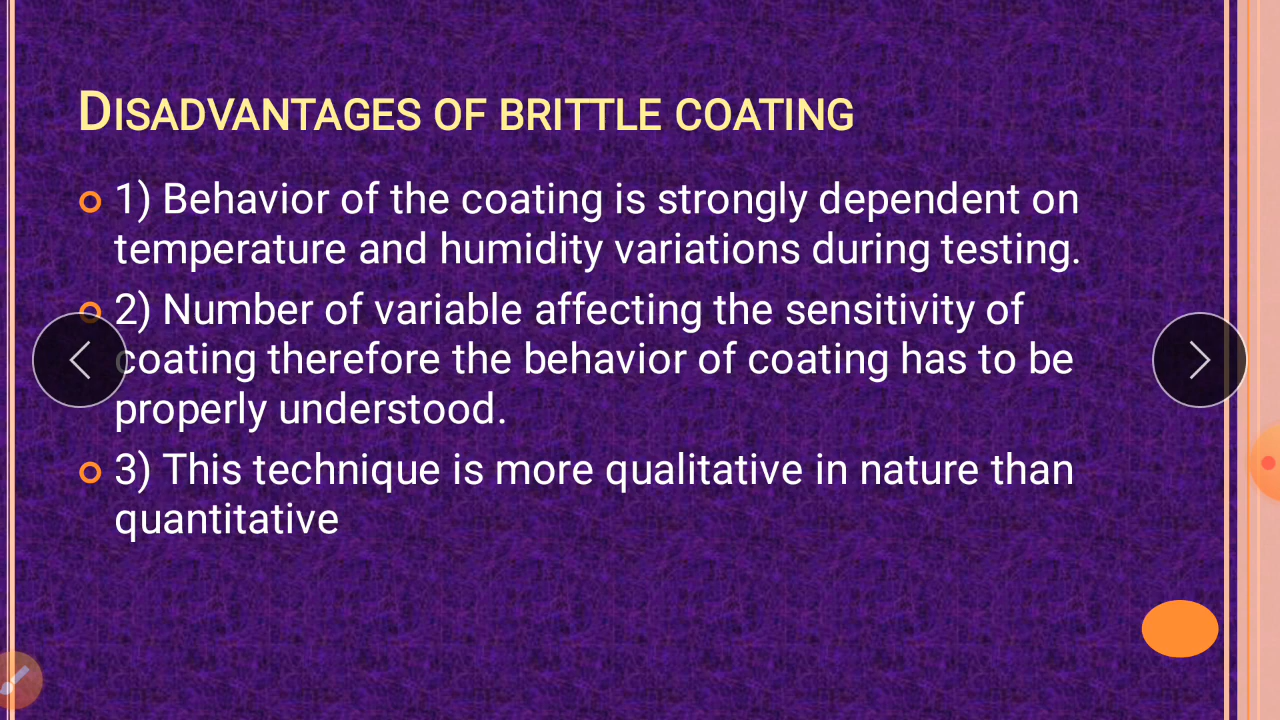 DISADVANTAGES OF BRITTLE COATING
1) Behavior of the coating is strongly dependent on
temperature and humidity variations during testing.
2) Number of variable affecting the sensitivity of
coating therefore the behavior of coating has to be
properly understood.
3) This technique is more qualitative in nature than
quantitative